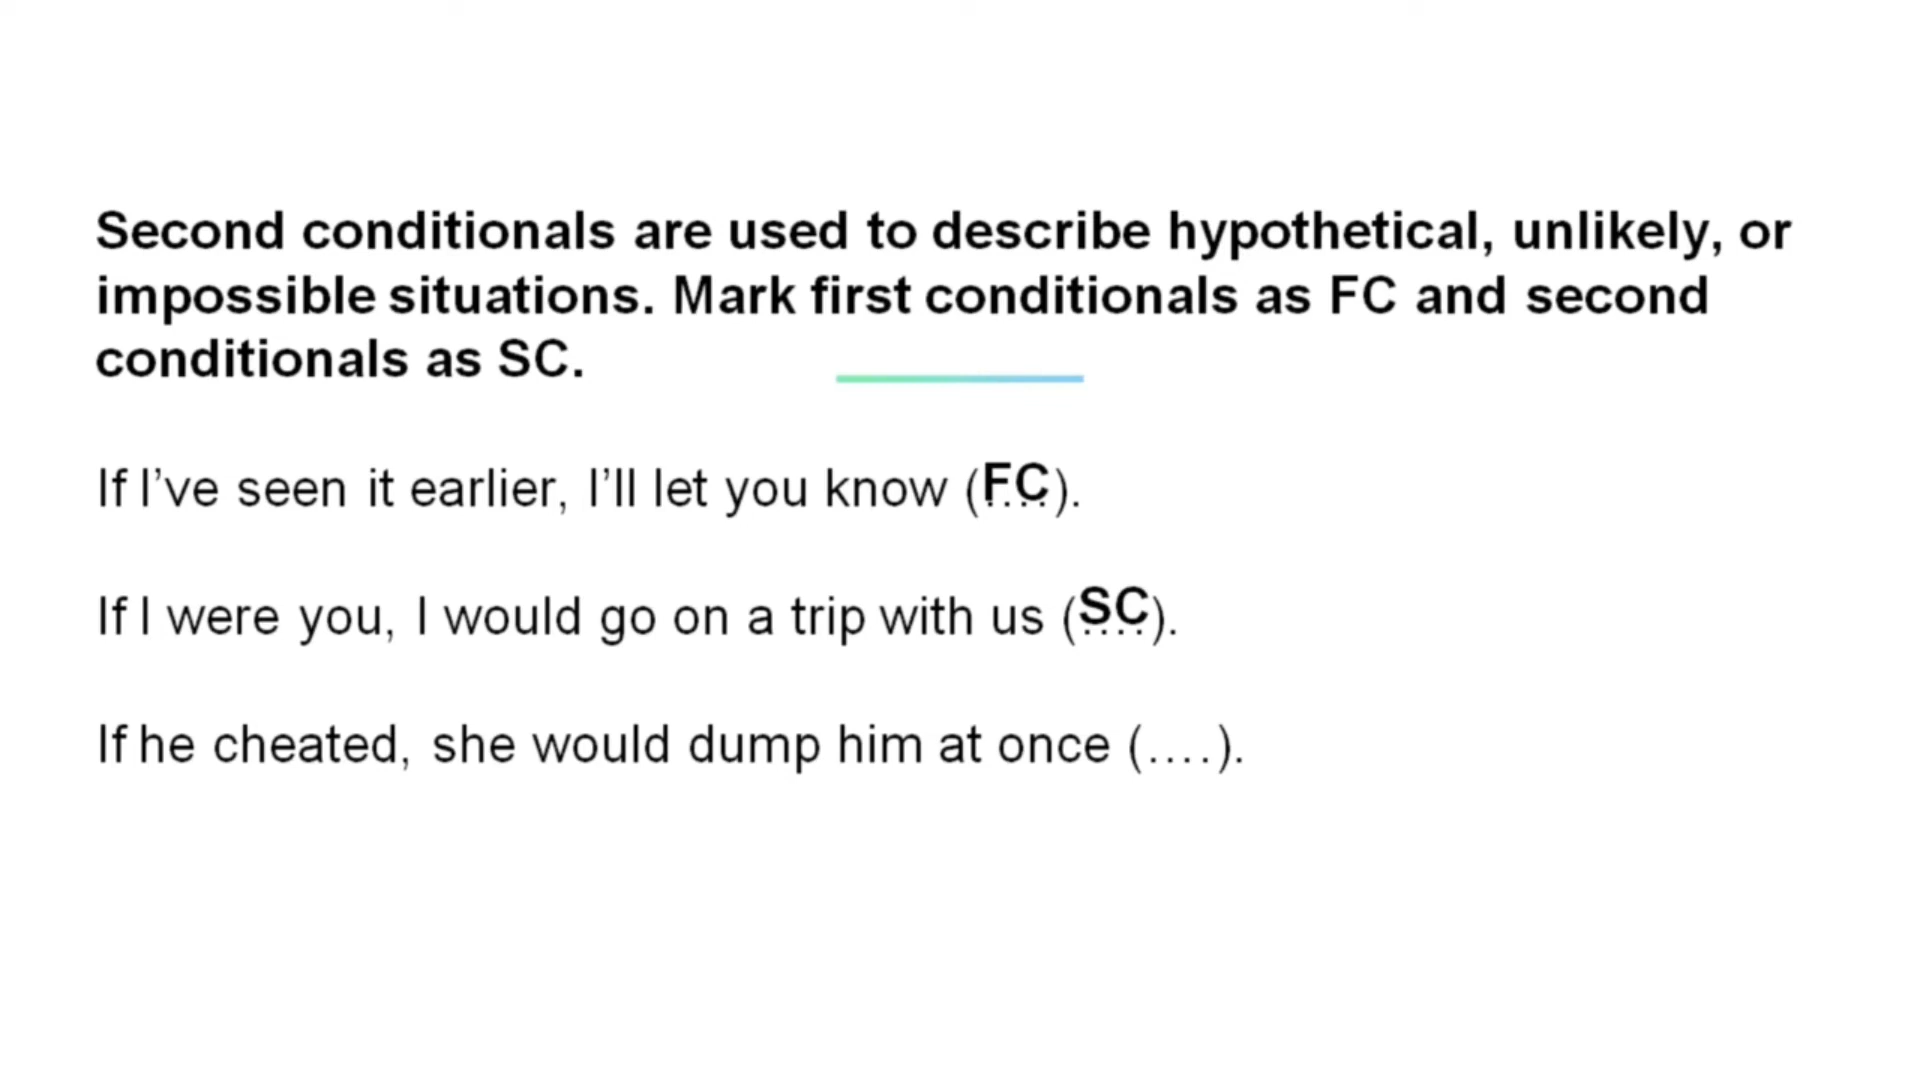 Second conditionals are used to describe hypothetical, unlikely, or
impossible situations. Mark first conditionals as FC and second
conditionals as SC.
If I’ve seen it earlier, I’ll let you know (FC).
If I were you, I would go on a trip with us (SC).
If he cheated, she would dump him at once (....).